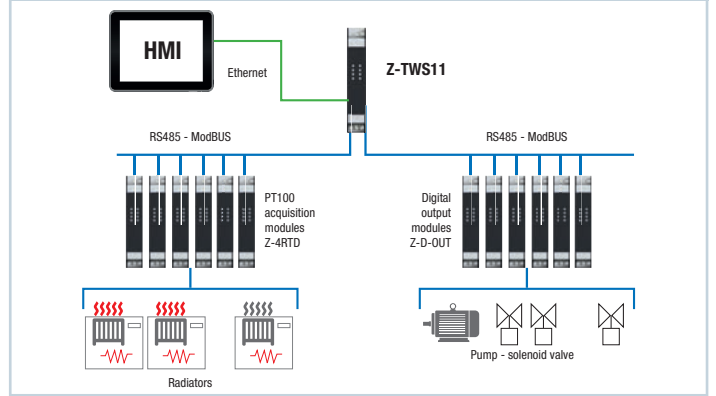 HMI
Ethernet
Z-TWS11
RS485 - ModBUS
RS485 - ModBUS
PT100
acquisition
modules
Z-4RTD
Digital
output
modules
Z-D-OUT
Radiators
Pump - solenoid valve